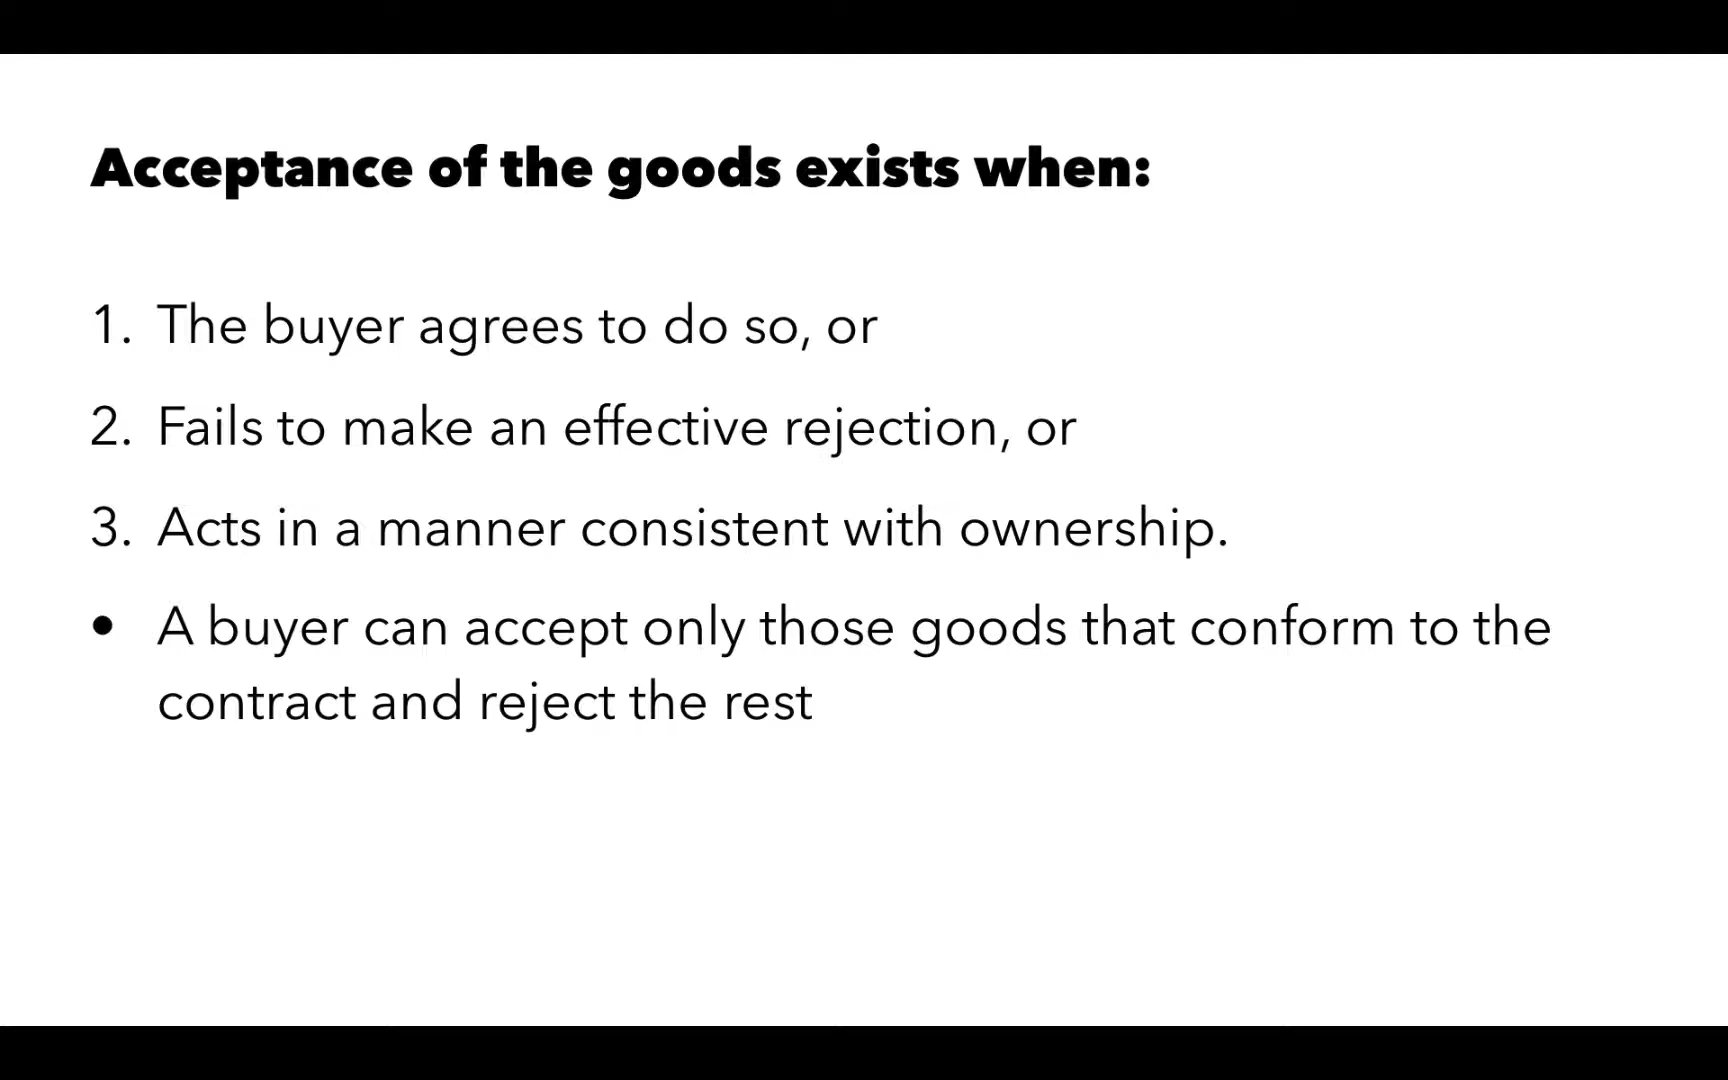 Acceptance of the goods exists when:
1. The buyer agrees to do so, or
2. Fails to make an effective rejection, or
3. Acts in a manner consistent with ownership.
• A buyer can accept only those goods that conform to the
contract and reject the rest